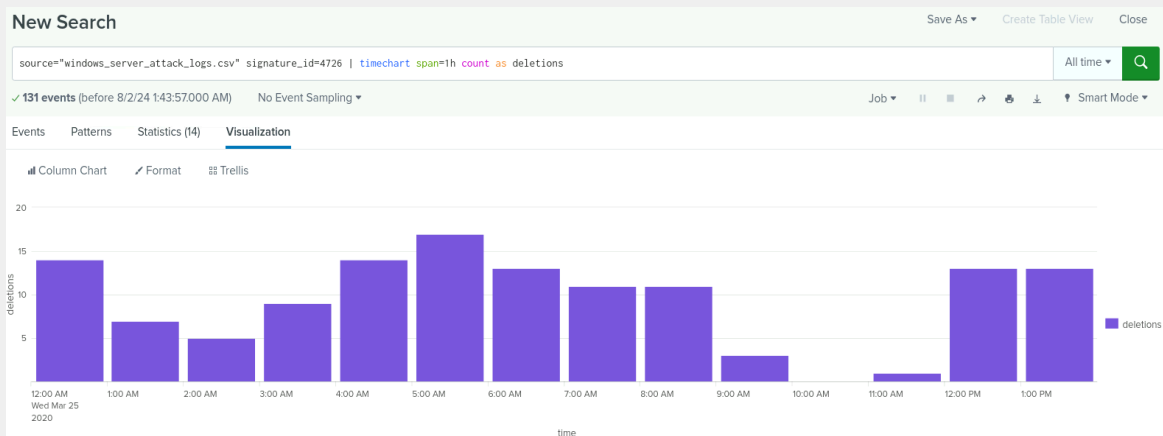 New Search
Save As ▾ Create Table View Close
source="windows_server_attack_logs.csv" signature_id=4726 | timechart span=1h count as deletions
All time ▾
✓ 131 events (before 8/2/24 1:43:57.000 AM) No Event Sampling ▾
Job ▾ Smart Mode ▾
Events Patterns Statistics (14) Visualization
Column Chart Format Trellis
20
15
10
5
deletions
deletions
12:00 AM 1:00 AM 2:00 AM 3:00 AM 4:00 AM 5:00 AM 6:00 AM 7:00 AM 8:00 AM 9:00 AM 10:00 AM 11:00 AM 12:00 PM 1:00 PM
Wed Mar 25
2020
time